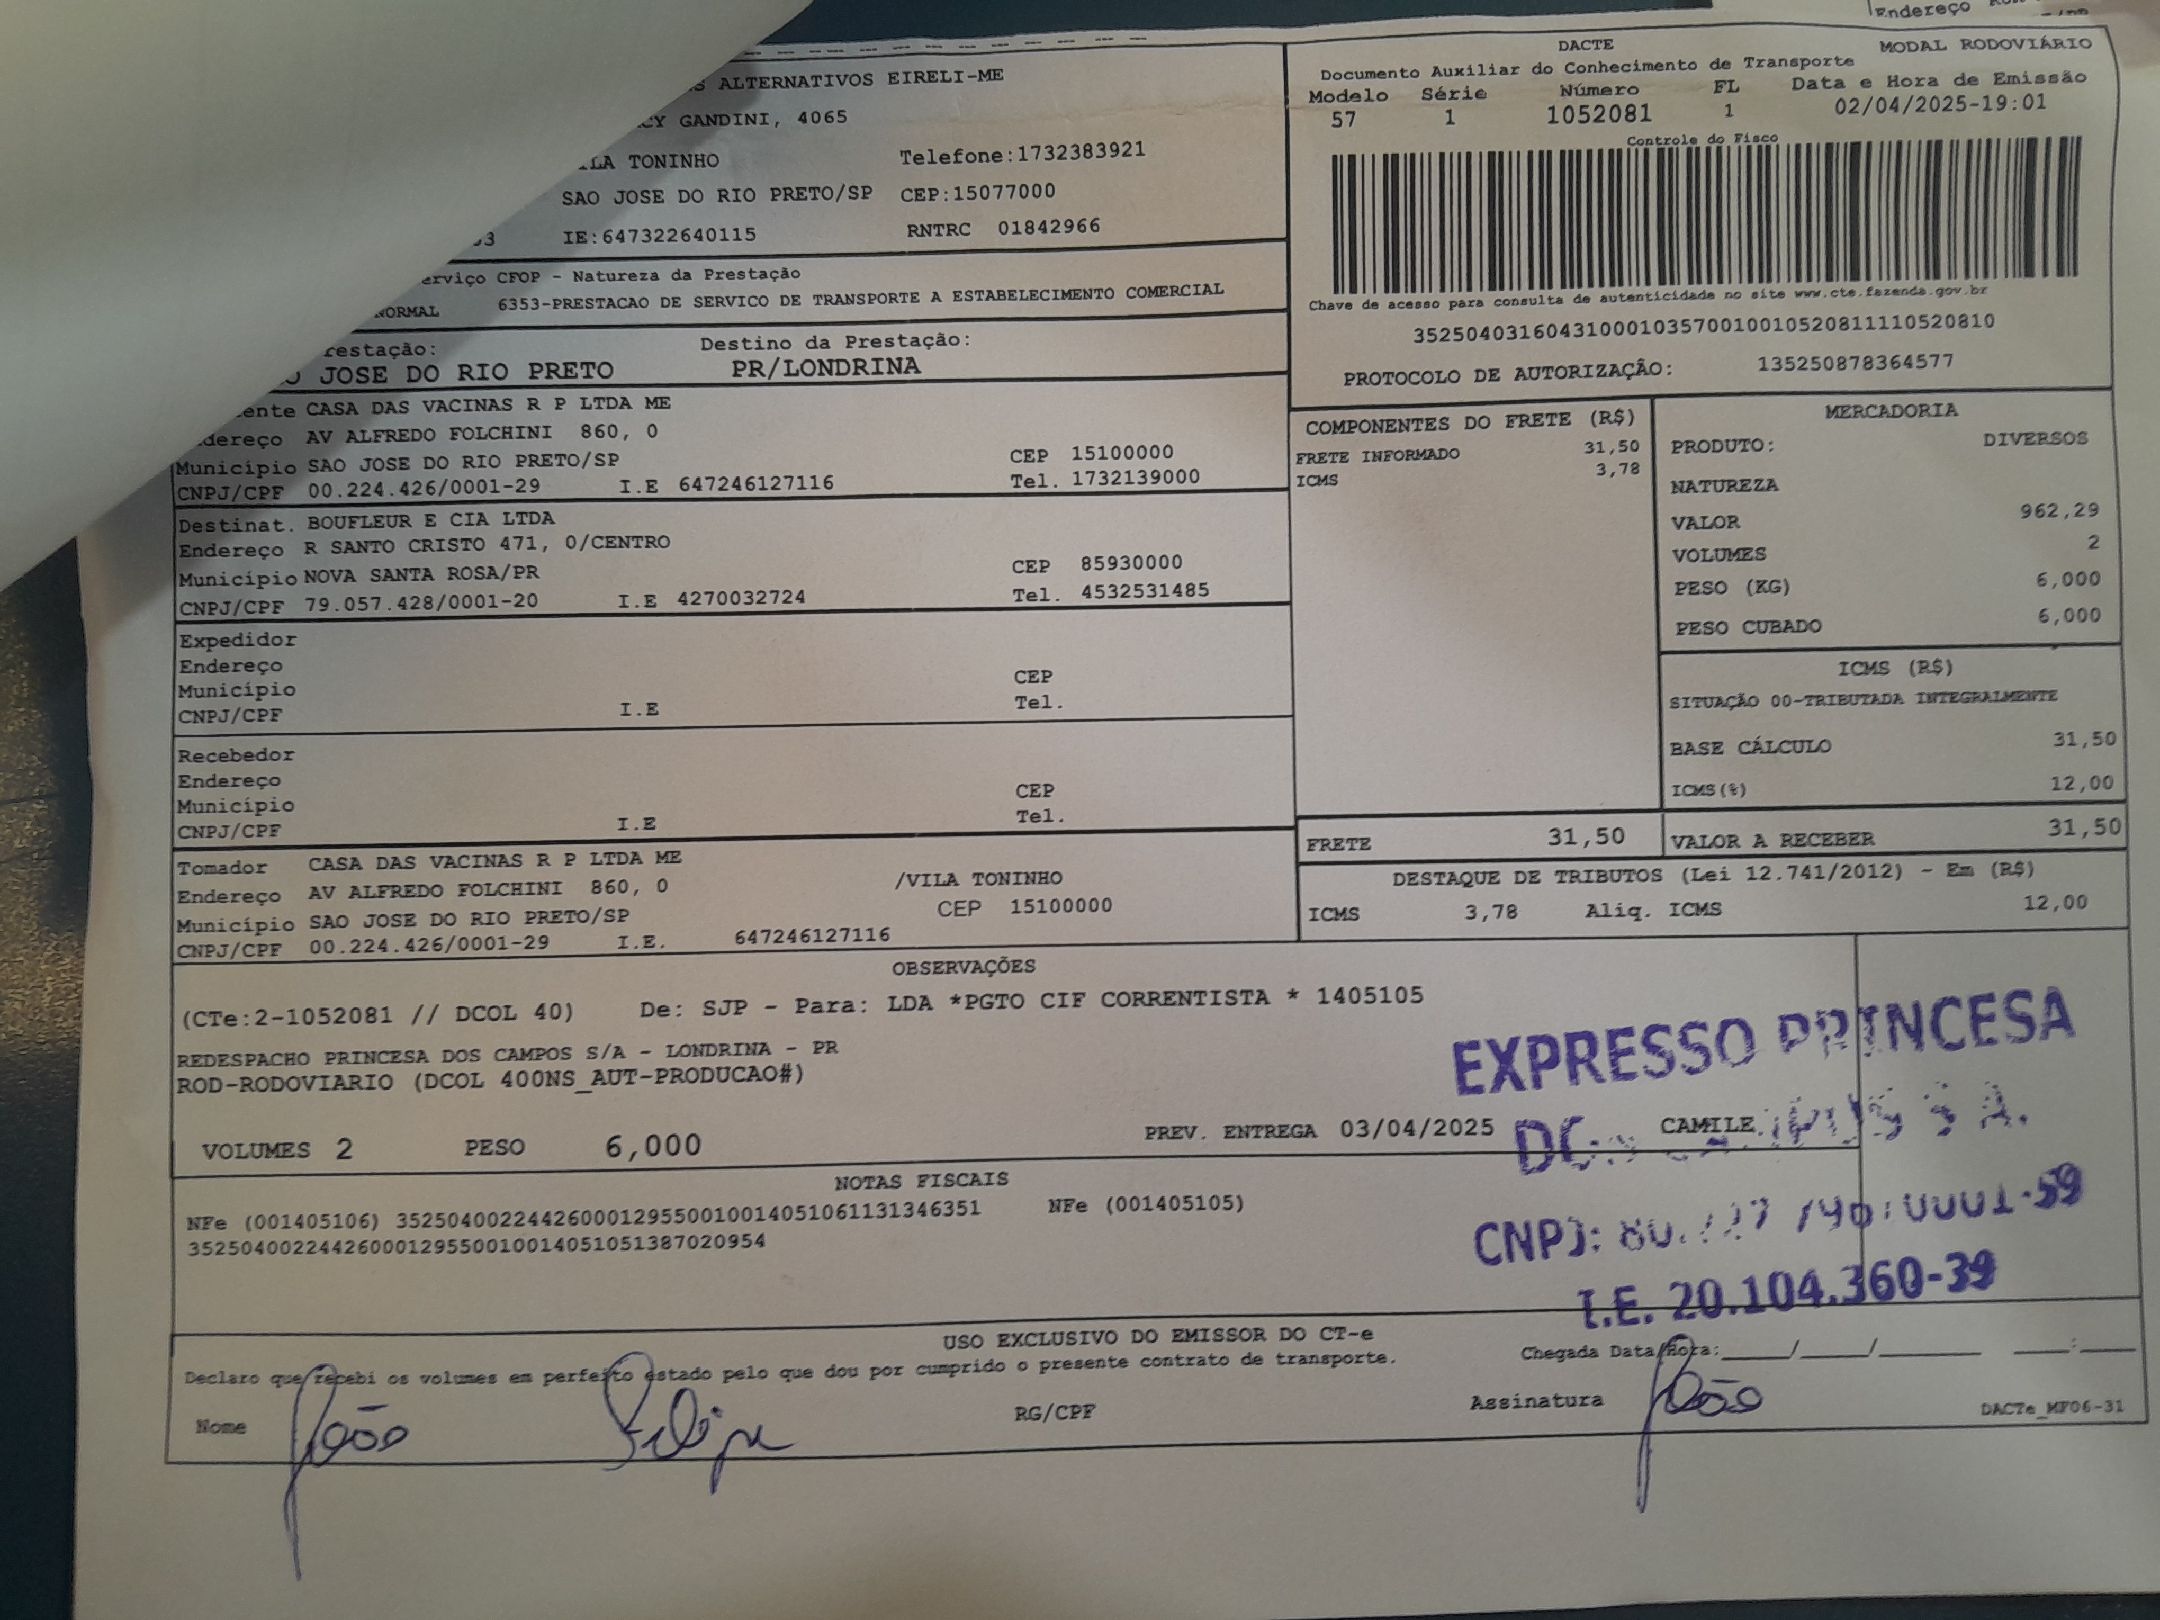 Endereço
ALTERNATIVOS EIRELI-ME
GANDINI, 4065
VILA TONINHO Telefone:1732383921
SAO JOSE DO RIO PRETO/SP CEP:15077000
IE:647322640115 RNTRC 01842966
DACTE MODAL RODOVIÁRIO
Documento Auxiliar do Conhecimento de Transporte
Modelo Série Número FL Data e Hora de Emissão
57 1 1052081 1 02/04/2025-19:01
Controle do Fisco
Chave de acesso para consulta de autenticidade no site www.cte.fazenda.gov.br
35250403160431000103570010010520811110520810
PROTOCOLO DE AUTORIZAÇÃO: 135250878364577
CFOP - Natureza da Prestação
NORMAL 6353-PRESTACAO DE SERVICO DE TRANSPORTE A ESTABELECIMENTO COMERCIAL
Destino da Prestação:
JOSE DO RIO PRETO PR/LONDRINA
CASA DAS VACINAS R P LTDA ME
AV ALFREDO FOLCHINI 860, 0
Município SAO JOSE DO RIO PRETO/SP CEP 15100000
CNPJ/CPF 00.224.426/0001-29 I.E 647246127116 Tel. 1732139000
Destinat. BOUFLEUR E CIA LTDA
Endereço R SANTO CRISTO 471, 0/CENTRO
Município NOVA SANTA ROSA/PR CEP 85930000
CNPJ/CPF 79.057.428/0001-20 I.E 4270032724 Tel. 4532531485
Expedidor
Endereço
Município CEP
CNPJ/CPF I.E Tel.
Recebedor
Endereço
Município CEP
CNPJ/CPF I.E Tel.
Tomador CASA DAS VACINAS R P LTDA ME
Endereço AV ALFREDO FOLCHINI 860, 0 /VILA TONINHO
Município SAO JOSE DO RIO PRETO/SP CEP 15100000
CNPJ/CPF 00.224.426/0001-29 I.E. 647246127116
COMPONENTES DO FRETE (R$)
FRETE INFORMADO 31,50
ICMS 3,78
MERCADORIA
PRODUTO: DIVERSOS
NATUREZA
VALOR 962,29
VOLUMES 2
PESO (KG) 6,000
PESO CUBADO 6,000
ICMS (R$)
SITUAÇÃO 00-TRIBUTADA INTEGRALMENTE
BASE CÁLCULO 31,50
ICMS(%) 12,00
FRETE 31,50 VALOR A RECEBER 31,50
DESTAQUE DE TRIBUTOS (Lei 12.741/2012) - Em (R$)
ICMS 3,78 Aliq. ICMS 12,00
OBSERVAÇÕES
(CTe:2-1052081 // DCOL 40) De: SJP - Para: LDA *PGTO CIF CORRENTISTA * 1405105
REDESPACHO PRINCESA DOS CAMPOS S/A - LONDRINA - PR
ROD-RODOVIARIO (DCOL 400NS_AUT-PRODUCAO#)
VOLUMES 2 PESO 6,000 PREV. ENTREGA 03/04/2025 CAMILE
EXPRESSO PRINCESA
S A.
CNPJ:
I.E. 20.104.360-39
NOTAS FISCAIS
NFe (001405106) 35250400224426000129550010014051061131346351 NFe (001405105)
35250400224426000129550010014051051387020954
USO EXCLUSIVO DO EMISSOR DO CT-e
Declaro que recebi os volumes em perfeito estado pelo que dou por cumprido o presente contrato de transporte.
Chegada Data/Hora:_____/_____/_______ ____:____
Nome João Felipe RG/CPF Assinatura João
DACTe_MF06-31